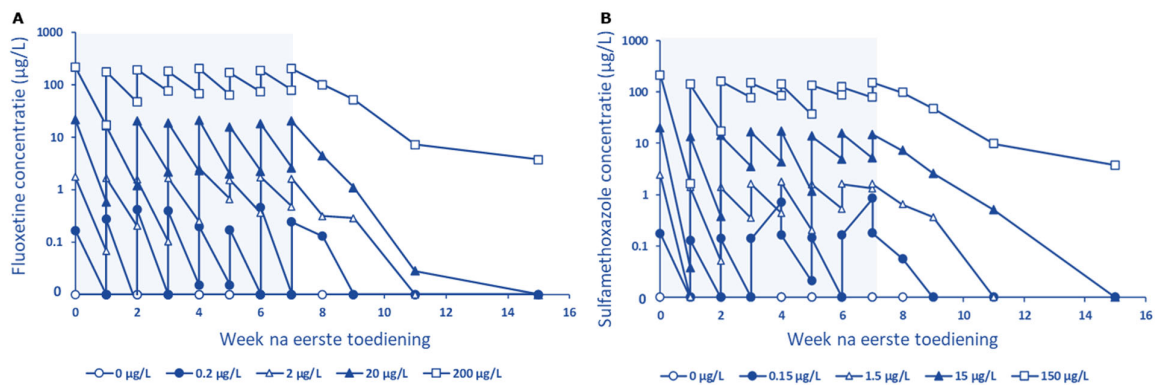 A
Fluoxetine concentratie (µg/L)
1000
100
10
1
0.1
0
0 2 4 6 8 10 12 14 16
Week na eerste toediening
0 µg/L 0.2 µg/L 2 µg/L 20 µg/L 200 µg/L
B
Sulfamethoxazole concentratie (µg/L)
1000
100
10
1
0.1
0
0 2 4 6 8 10 12 14 16
Week na eerste toediening
0 µg/L 0.15 µg/L 1.5 µg/L 15 µg/L 150 µg/L